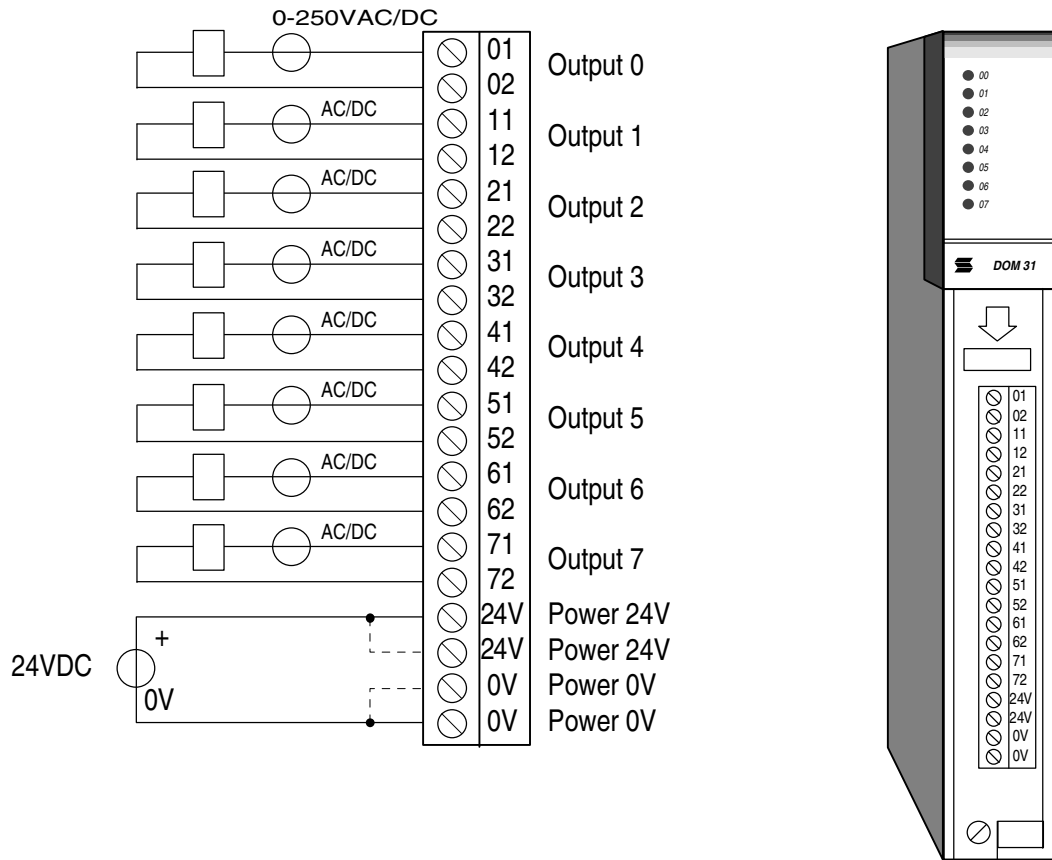 0-250VAC/DC
01
Output 0
02
AC/DC
11
Output 1
12
AC/DC
21
Output 2
22
AC/DC
31
Output 3
32
AC/DC
41
Output 4
42
AC/DC
51
Output 5
52
AC/DC
61
Output 6
62
AC/DC
71
Output 7
72
24V Power 24V
+
24V Power 24V
24VDC
0V Power 0V
0V
0V Power 0V
00
01
02
03
04
05
06
07
DOM 31
01
02
11
12
21
22
31
32
41
42
51
52
61
62
71
72
24V
24V
0V
0V